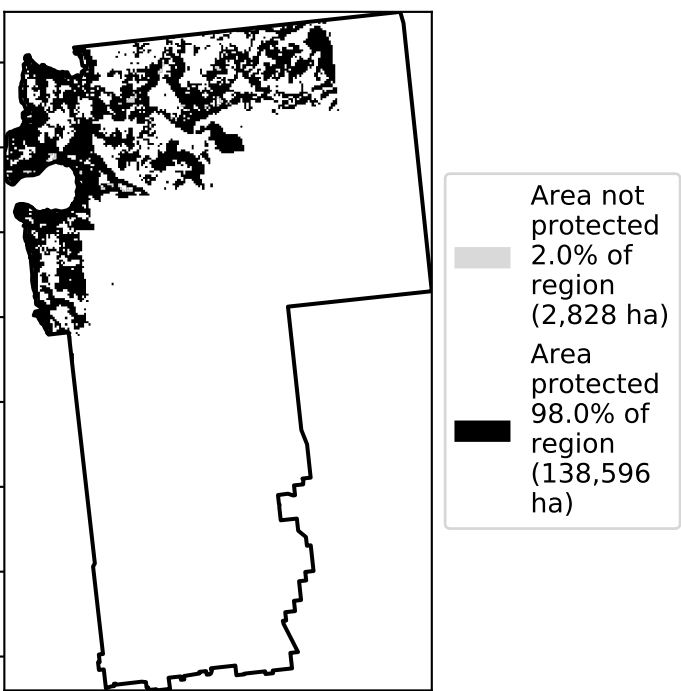 Area not
protected
2.0% of
region
(2,828 ha)
Area
protected
98.0% of
region
(138,596
ha)